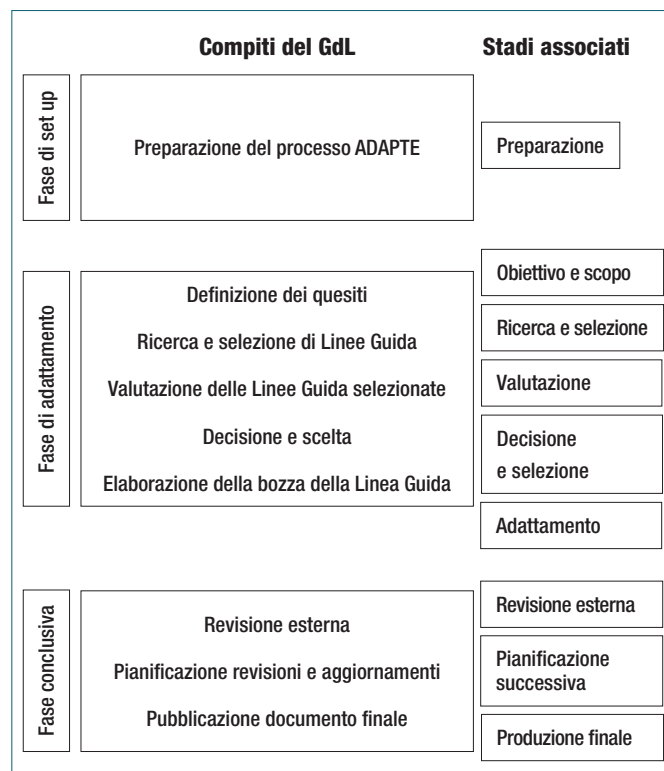 Compiti del GdL
Stadi associati
Fase di set up
Preparazione del processo ADAPTE
Preparazione
Fase di adattamento
Definizione dei quesiti
Ricerca e selezione di Linee Guida
Valutazione delle Linee Guida selezionate
Decisione e scelta
Elaborazione della bozza della Linea Guida
Obiettivo e scopo
Ricerca e selezione
Valutazione
Decisione
e selezione
Adattamento
Fase conclusiva
Revisione esterna
Pianificazione revisioni e aggiornamenti
Pubblicazione documento finale
Revisione esterna
Pianificazione
successiva
Produzione finale